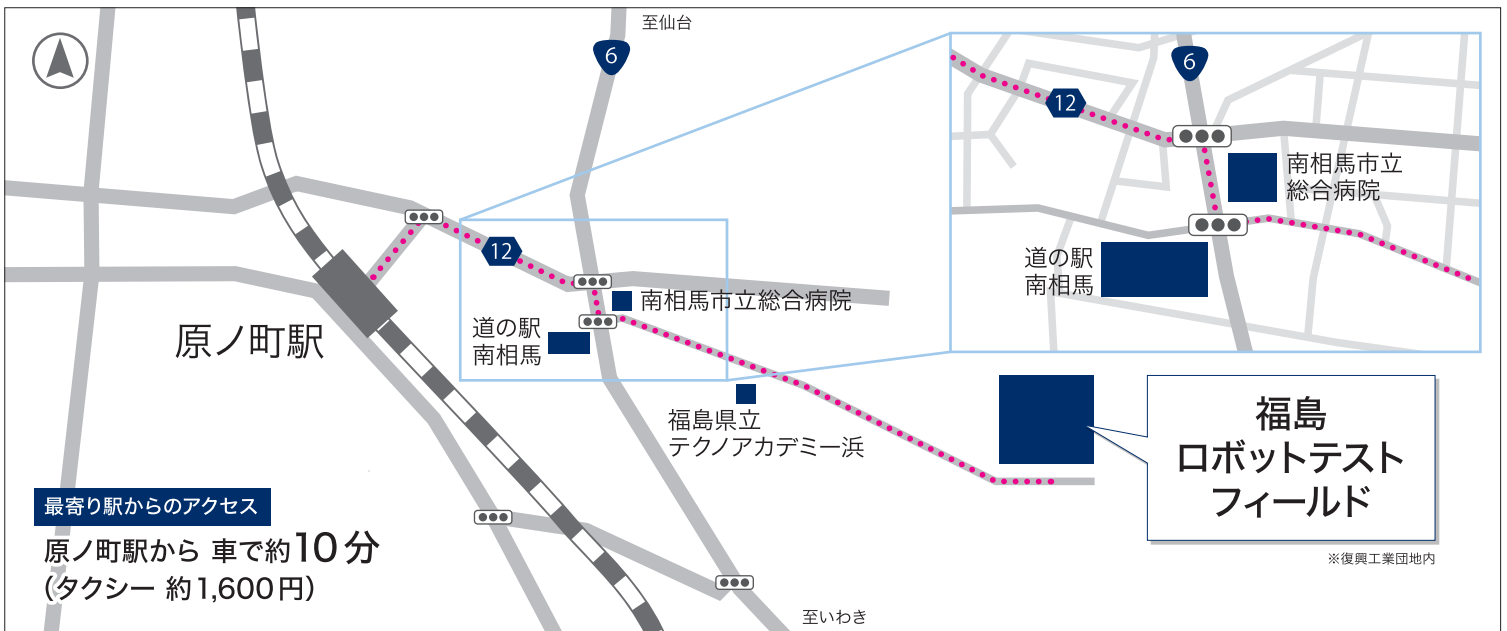 至仙台
6
12
原ノ町駅
南相馬市立総合病院
道の駅
南相馬
福島県立
テクノアカデミー浜
至いわき
6
12
南相馬市立
総合病院
道の駅
南相馬
福島
ロボットテスト
フィールド
※復興工業団地内
最寄り駅からのアクセス
原ノ町駅から 車で約10分
(タクシー 約1,600円)